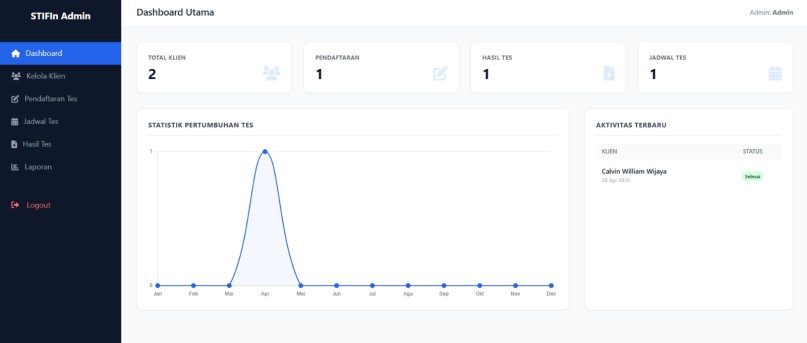 STIFIn Admin
Dashboard Utama
Admin: Admin
Dashboard
Kelola Klien
Pendaftaran Tes
Jadwal Tes
Hasil Tes
Laporan
Logout
TOTAL KLIEN
2
PENDAFTARAN
1
HASIL TES
1
JADWAL TES
1
STATISTIK PERTUMBUHAN TES
1
0
Jan Feb Mar Apr Mei Jun Jul Agu Sep Okt Nov Des
AKTIVITAS TERBARU
KLIEN STATUS
Calvin William Wijaya
28 Apr 2026
Selesai